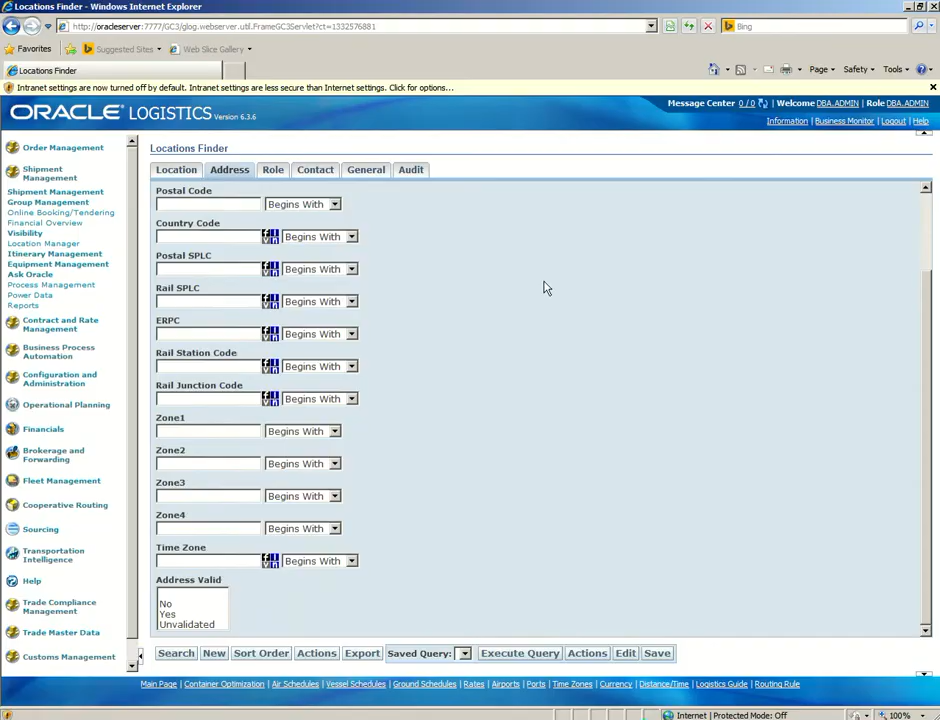 Locations Finder - Windows Internet Explorer
http://oracleserver:7777/GC3/glog.webserver.util.FrameGC3Servlet?ct=1332576881
Bing
Favorites Suggested Sites Web Slice Gallery
Locations Finder Page Safety Tools
Intranet settings are now turned off by default. Intranet settings are less secure than Internet settings. Click for options...
ORACLE LOGISTICS Version 6.3.6
Message Center 0 / 0 Welcome DBA.ADMIN Role DBA.ADMIN
Information Business Monitor Logout Help
Order Management
Shipment Management
Shipment Management
Group Management
Online Booking/Tendering
Financial Overview
Visibility
Location Manager
Itinerary Management
Equipment Management
Ask Oracle
Process Management
Power Data
Reports
Contract and Rate Management
Business Process Automation
Configuration and Administration
Operational Planning
Financials
Brokerage and Forwarding
Fleet Management
Cooperative Routing
Sourcing
Transportation Intelligence
Help
Trade Compliance Management
Trade Master Data
Customs Management
Locations Finder
Location Address Role Contact General Audit
Postal Code
Begins With
Country Code
Begins With
Postal SPLC
Begins With
Rail SPLC
Begins With
ERPC
Begins With
Rail Station Code
Begins With
Rail Junction Code
Begins With
Zone1
Begins With
Zone2
Begins With
Zone3
Begins With
Zone4
Begins With
Time Zone
Begins With
Address Valid
No
Yes
Unvalidated
Search New Sort Order Actions Export Saved Query: Execute Query Actions Edit Save
Main Page Container Optimization Air Schedules Vessel Schedules Ground Schedules Rates Airports Ports Time Zones Currency Distance/Time Logistics Guide Routing Rule
Internet | Protected Mode: Off 100%